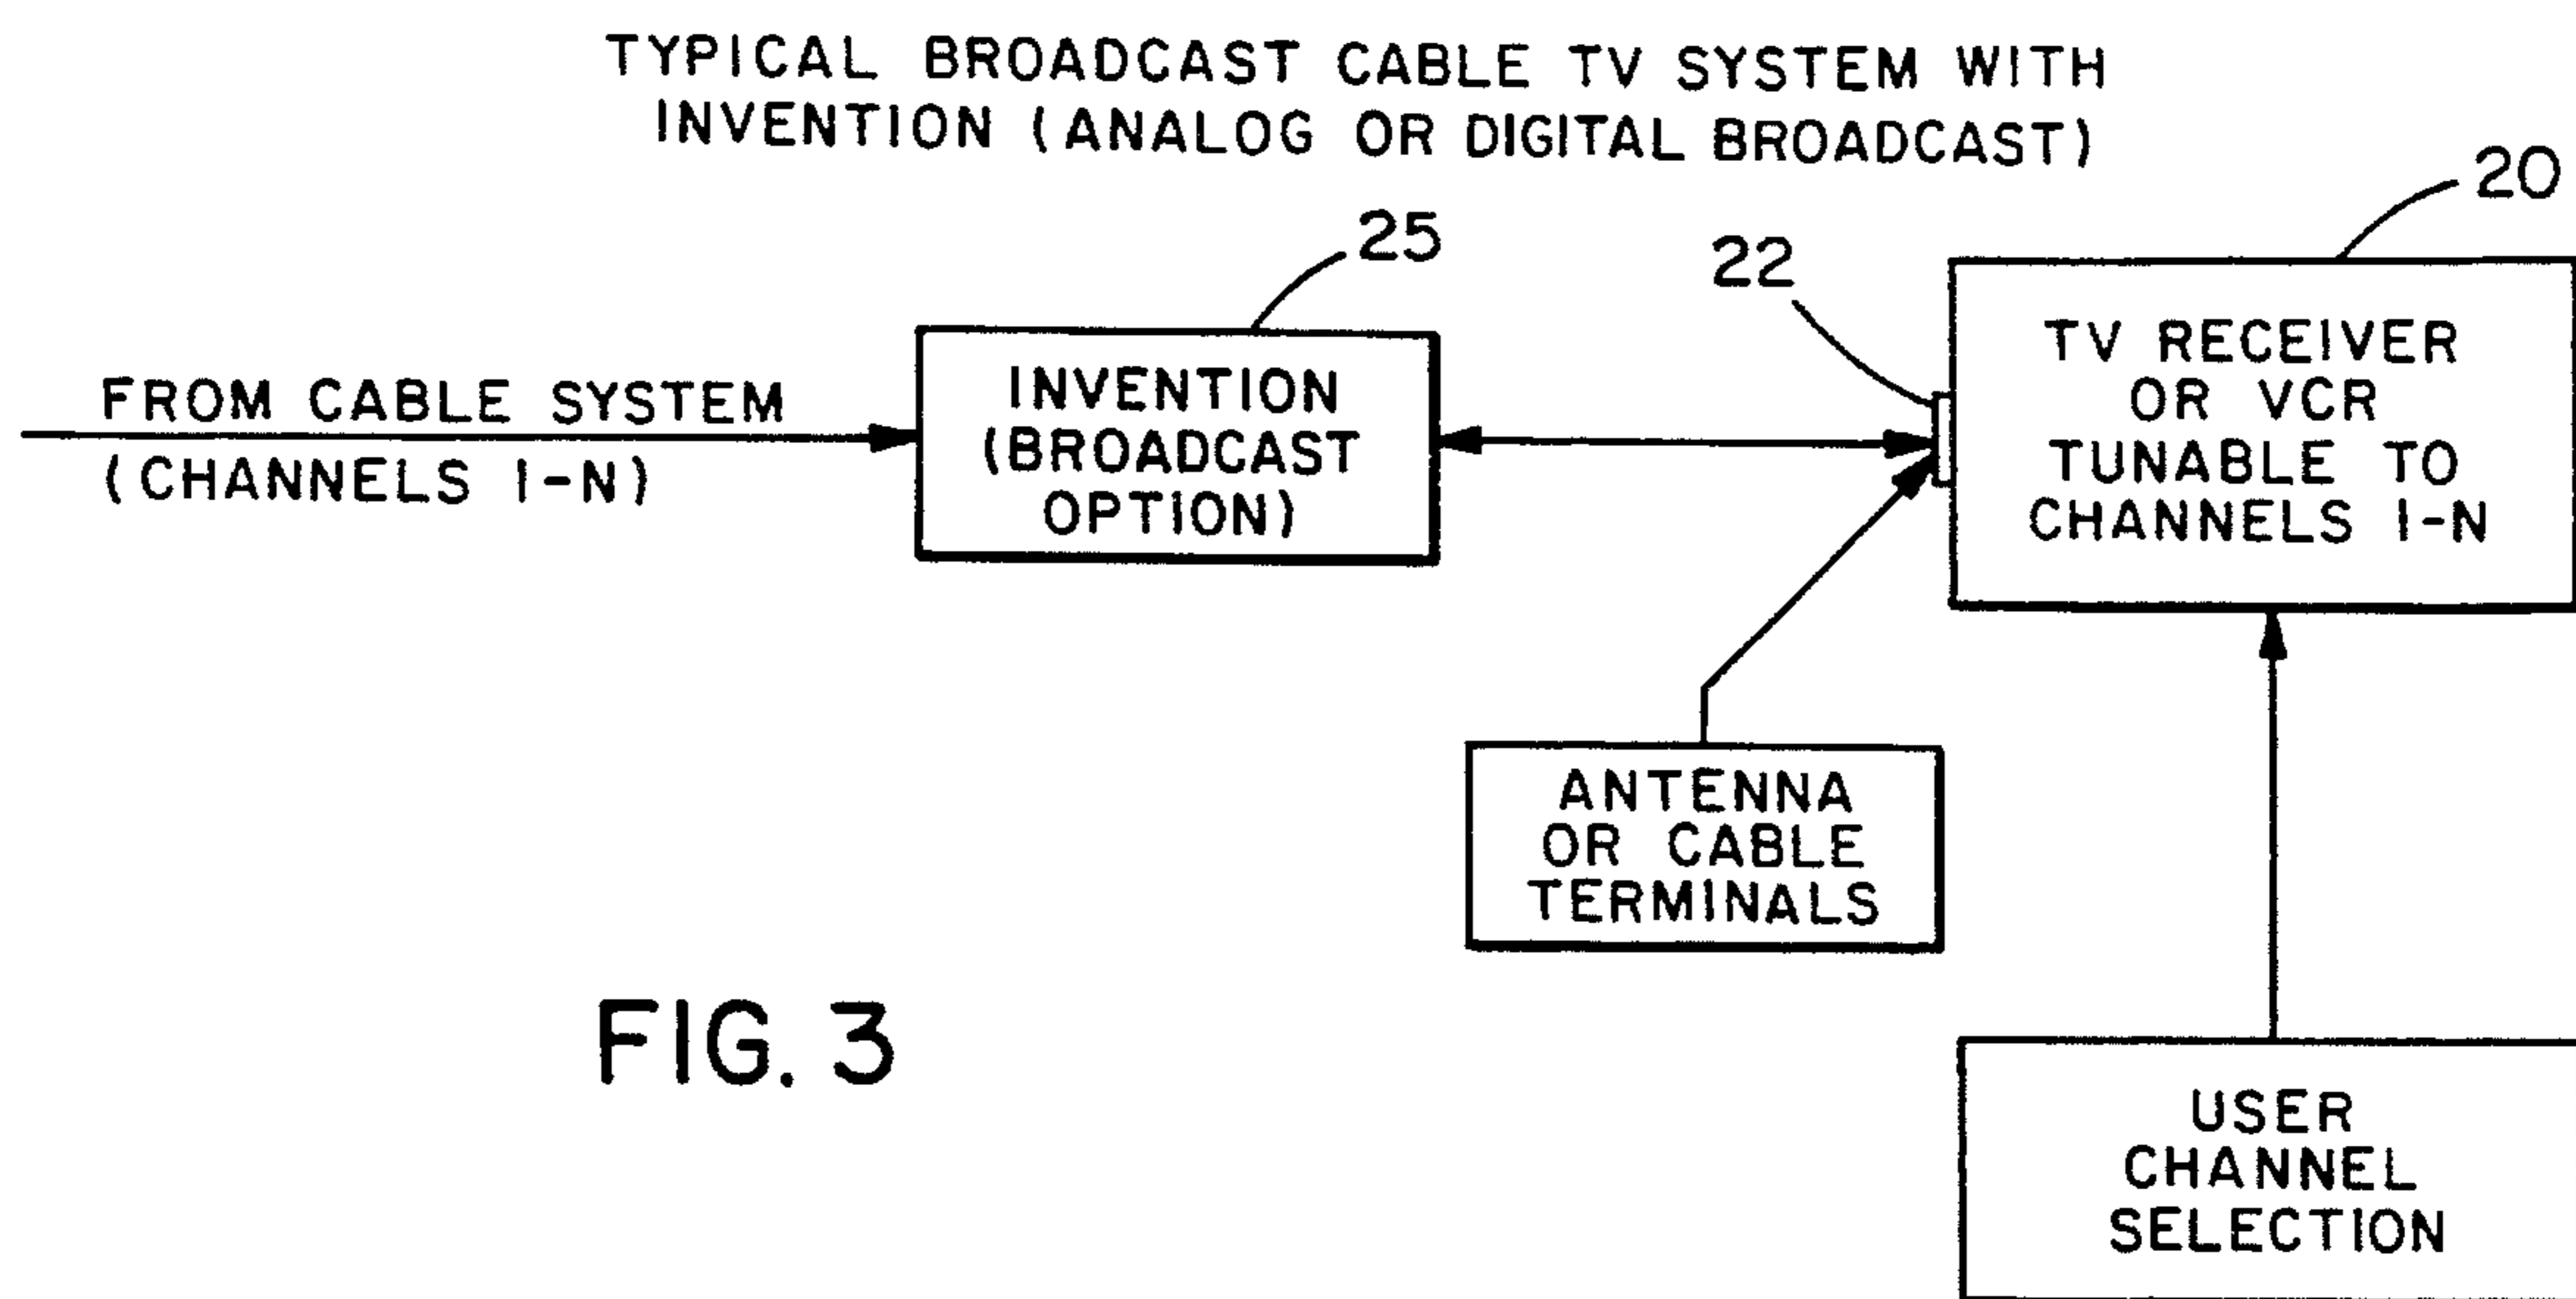 TYPICAL BROADCAST CABLE TV SYSTEM WITH
INVENTION (ANALOG OR DIGITAL BROADCAST)
20
25
22
FROM CABLE SYSTEM
(CHANNELS 1-N)
INVENTION
(BROADCAST
OPTION)
TV RECEIVER
OR VCR
TUNABLE TO
CHANNELS 1-N
ANTENNA
OR CABLE
TERMINALS
FIG. 3
USER
CHANNEL
SELECTION